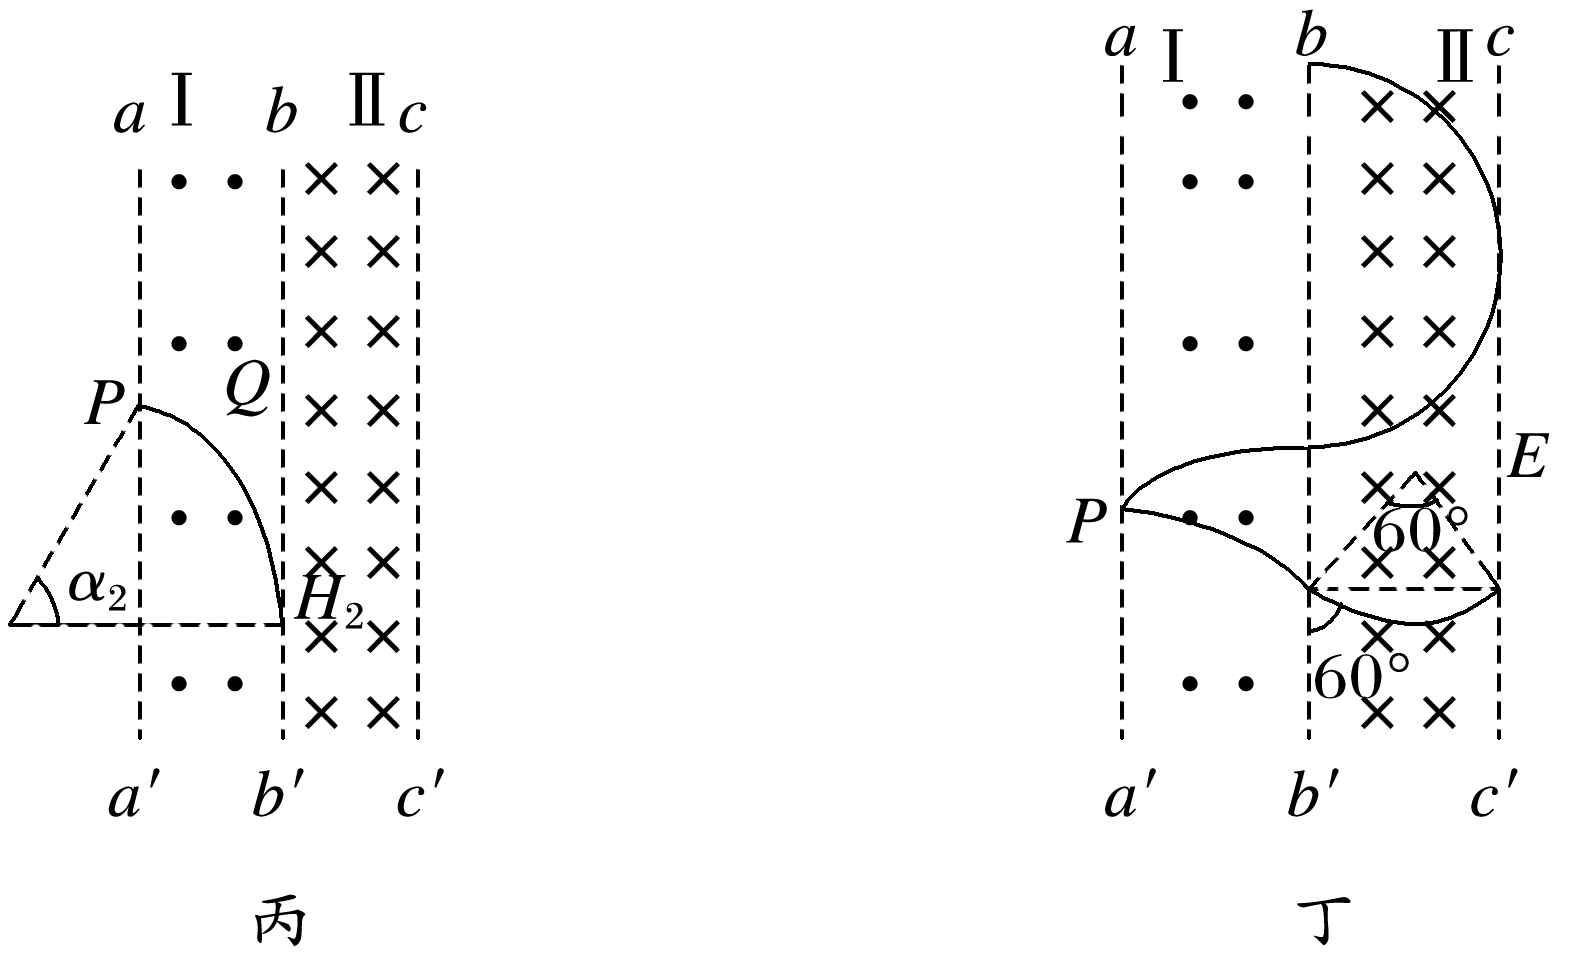 a Ⅰ b Ⅱ c
P Q
α₂ H₂
a′ b′ c′
丙
a Ⅰ b Ⅱ c
E
P 60°
60°
a′ b′ c′
丁